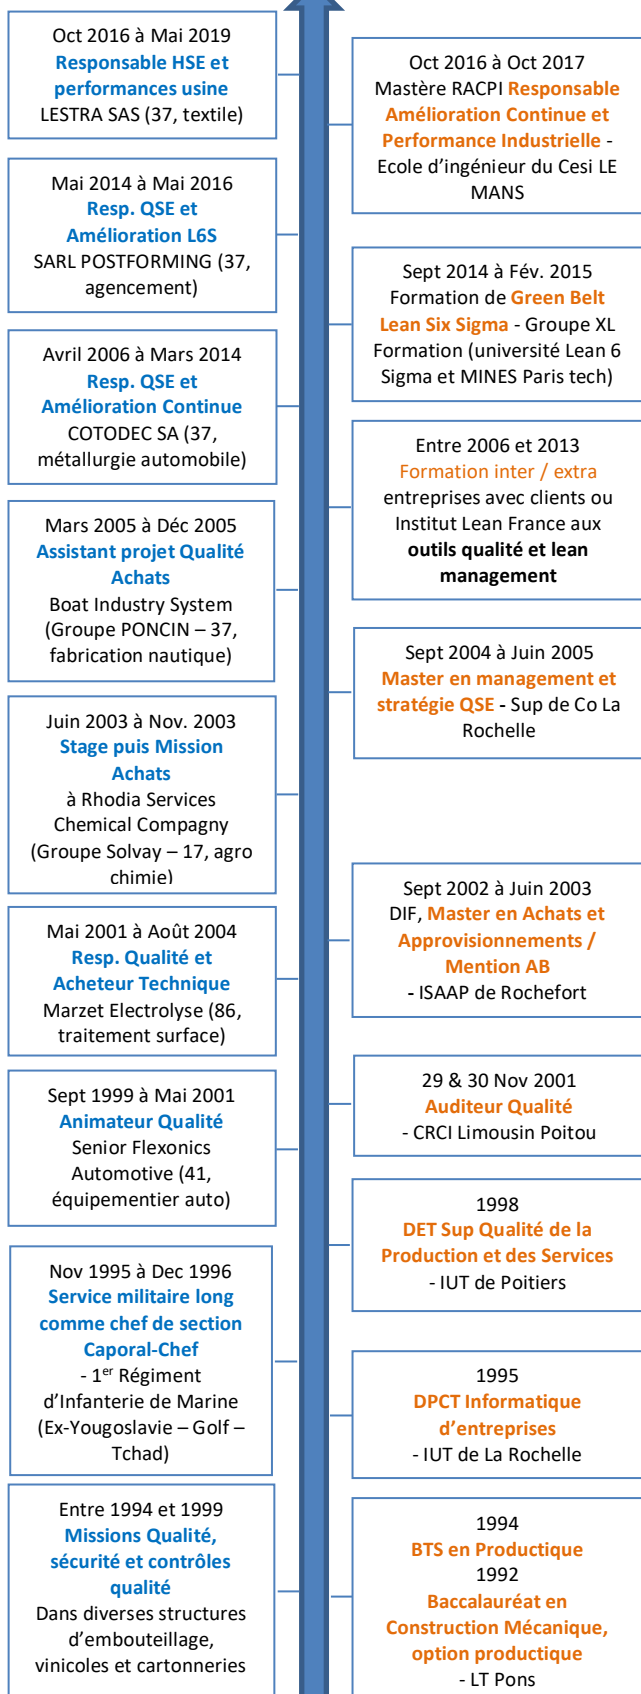 Oct 2016 à Mai 2019
Responsable HSE et
performances usine
LESTRA SAS (37, textile)
Mai 2014 à Mai 2016
Resp. QSE et
Amélioration L6S
SARL POSTFORMING (37,
agencement)
Avril 2006 à Mars 2014
Resp. QSE et
Amélioration Continue
COTODEC SA (37,
métallurgie automobile)
Mars 2005 à Déc 2005
Assistant projet Qualité
Achats
Boat Industry System
(Groupe PONCIN – 37,
fabrication nautique)
Juin 2003 à Nov. 2003
Stage puis Mission
Achats
à Rhodia Services
Chemical Compagny
(Groupe Solvay – 17, agro
chimie)
Mai 2001 à Août 2004
Resp. Qualité et
Acheteur Technique
Marzet Electrolyse (86,
traitement surface)
Sept 1999 à Mai 2001
Animateur Qualité
Senior Flexonics
Automotive (41,
équipementier auto)
Nov 1995 à Dec 1996
Service militaire long
comme chef de section
Caporal-Chef
- 1er Régiment
d'Infanterie de Marine
(Ex-Yougoslavie – Golf –
Tchad)
Entre 1994 et 1999
Missions Qualité,
sécurité et contrôles
qualité
Dans diverses structures
d'embouteillage,
vinicoles et cartonneries
Oct 2016 à Oct 2017
Mastère RACPI Responsable
Amélioration Continue et
Performance Industrielle -
Ecole d'ingénieur du Cesi LE
MANS
Sept 2014 à Fév. 2015
Formation de Green Belt
Lean Six Sigma - Groupe XL
Formation (université Lean 6
Sigma et MINES Paris tech)
Entre 2006 et 2013
Formation inter / extra
entreprises avec clients ou
Institut Lean France aux
outils qualité et lean
management
Sept 2004 à Juin 2005
Master en management et
stratégie QSE - Sup de Co La
Rochelle
Sept 2002 à Juin 2003
DIF, Master en Achats et
Approvisionnements /
Mention AB
- ISAAP de Rochefort
29 & 30 Nov 2001
Auditeur Qualité
- CRCI Limousin Poitou
1998
DET Sup Qualité de la
Production et des Services
- IUT de Poitiers
1995
DPCT Informatique
d'entreprises
- IUT de La Rochelle
1994
BTS en Productique
1992
Baccalauréat en
Construction Mécanique,
option productique
- LT Pons